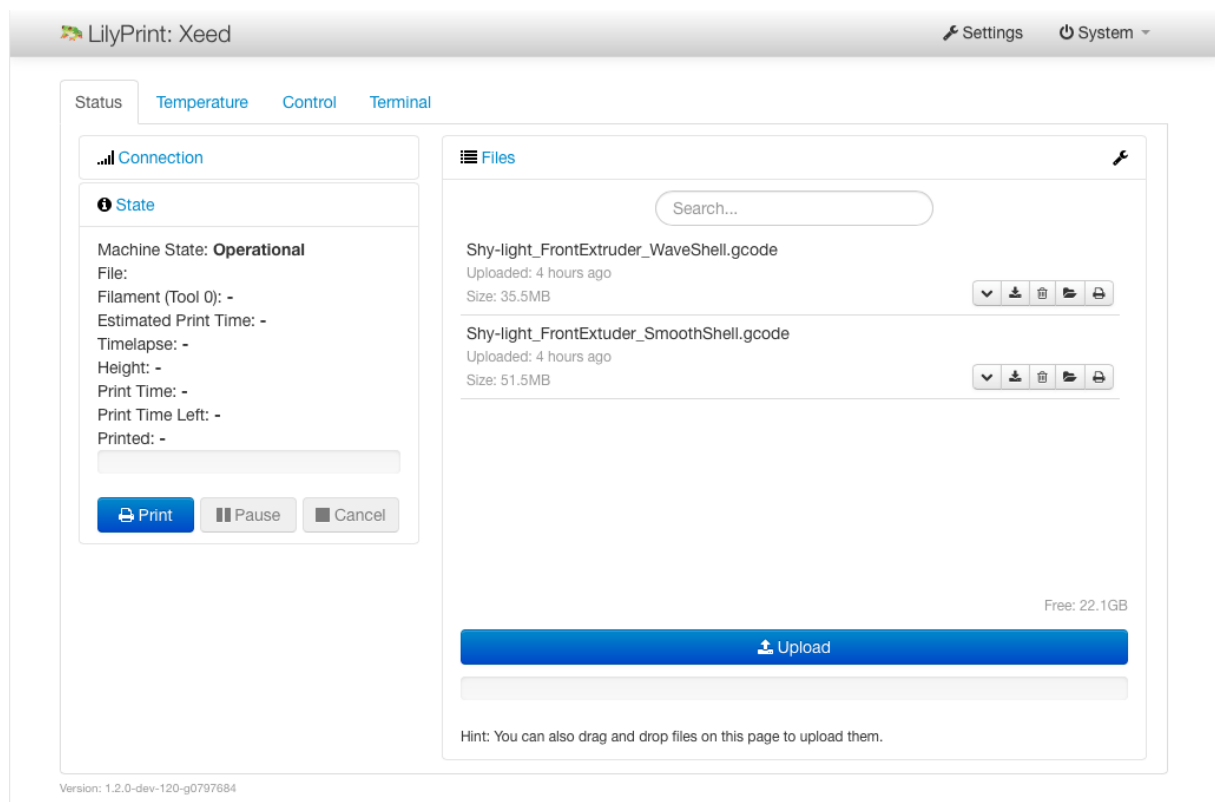 LilyPrint: Xeed
Settings
System
Status
Temperature
Control
Terminal
Connection
State
Machine State: Operational
File:
Filament (Tool 0): -
Estimated Print Time: -
Timelapse: -
Height: -
Print Time: -
Print Time Left: -
Printed: -
Print
Pause
Cancel
Files
Search...
Shy-light_FrontExtruder_WaveShell.gcode
Uploaded: 4 hours ago
Size: 35.5MB
Shy-light_FrontExtuder_SmoothShell.gcode
Uploaded: 4 hours ago
Size: 51.5MB
Free: 22.1GB
Upload
Hint: You can also drag and drop files on this page to upload them.
Version: 1.2.0-dev-120-g0797684